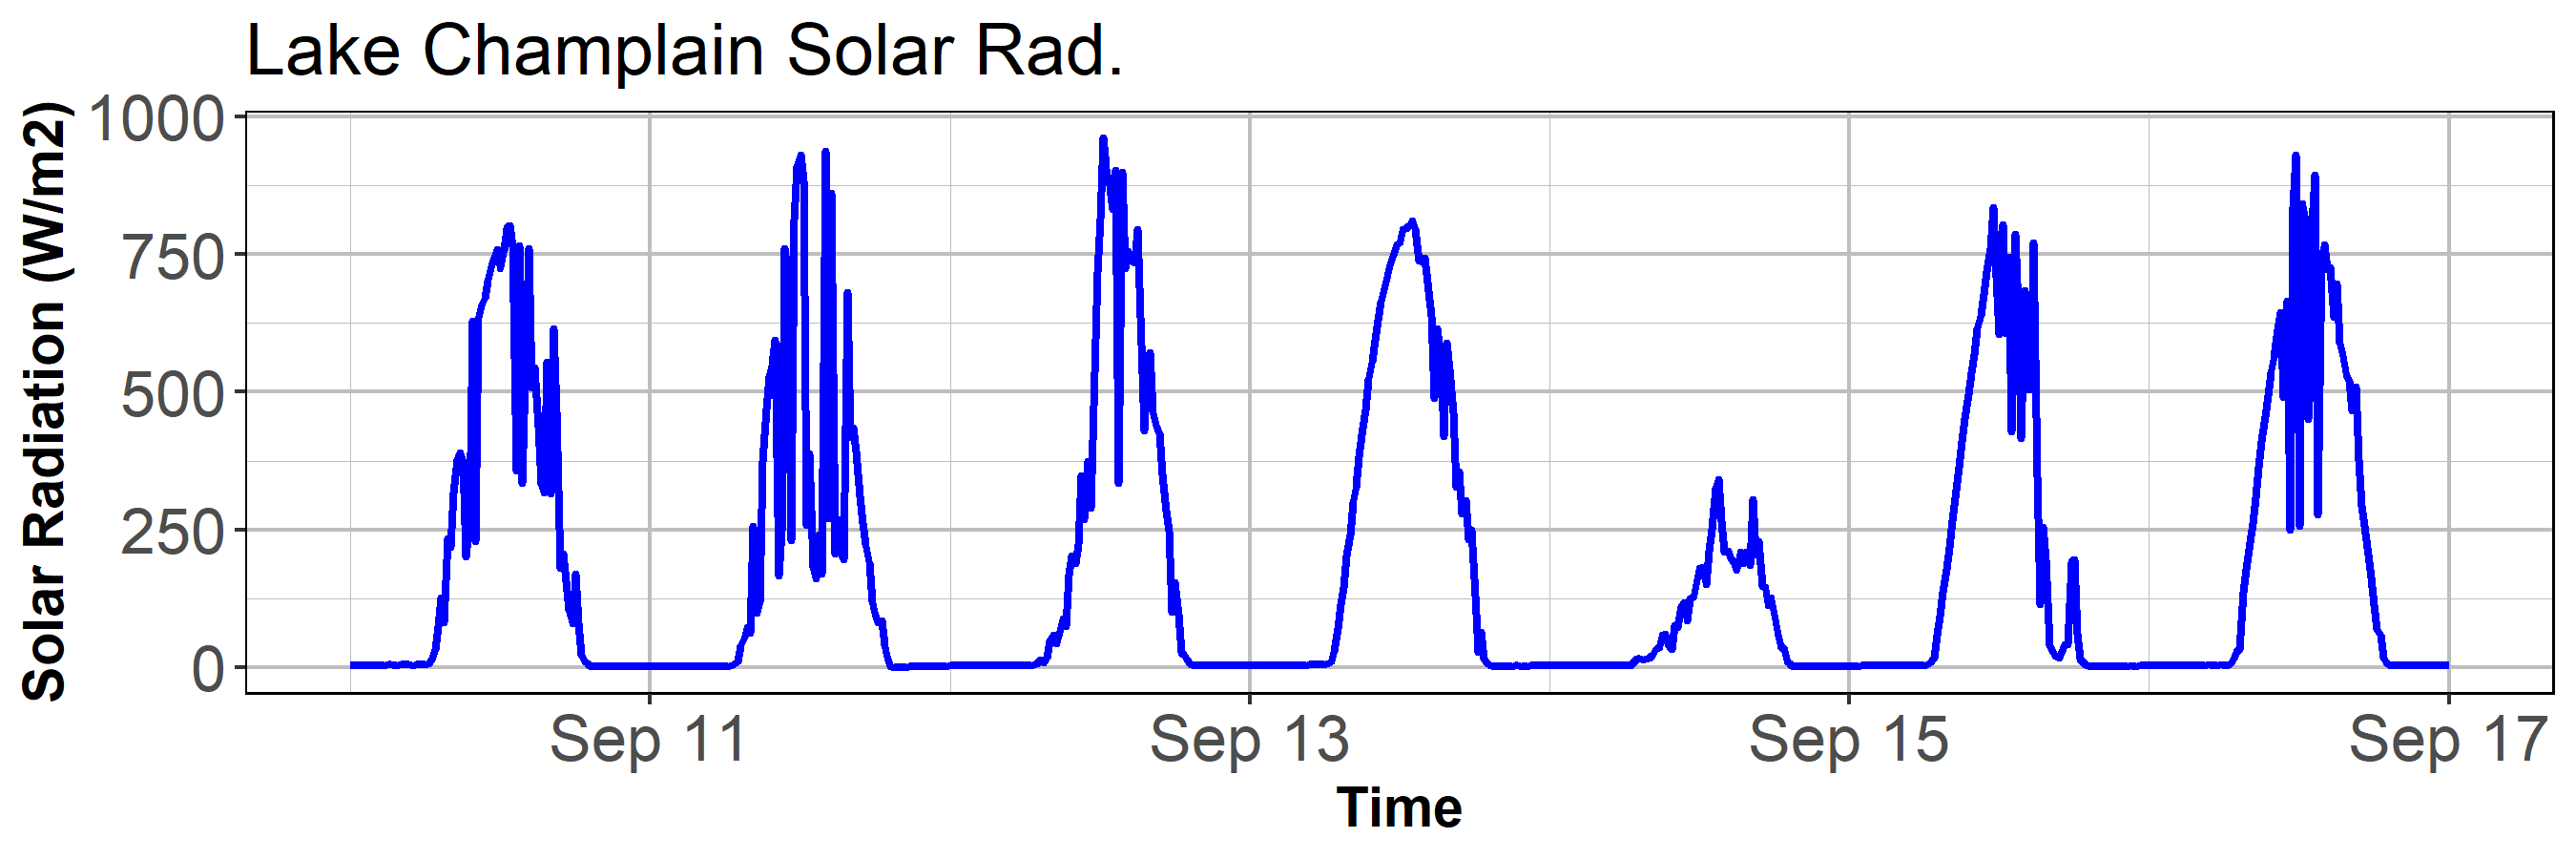 Lake Champlain Solar Rad.
Solar Radiation (W/m2)
1000
750
500
250
0
Sep 11
Sep 13
Sep 15
Sep 17
Time